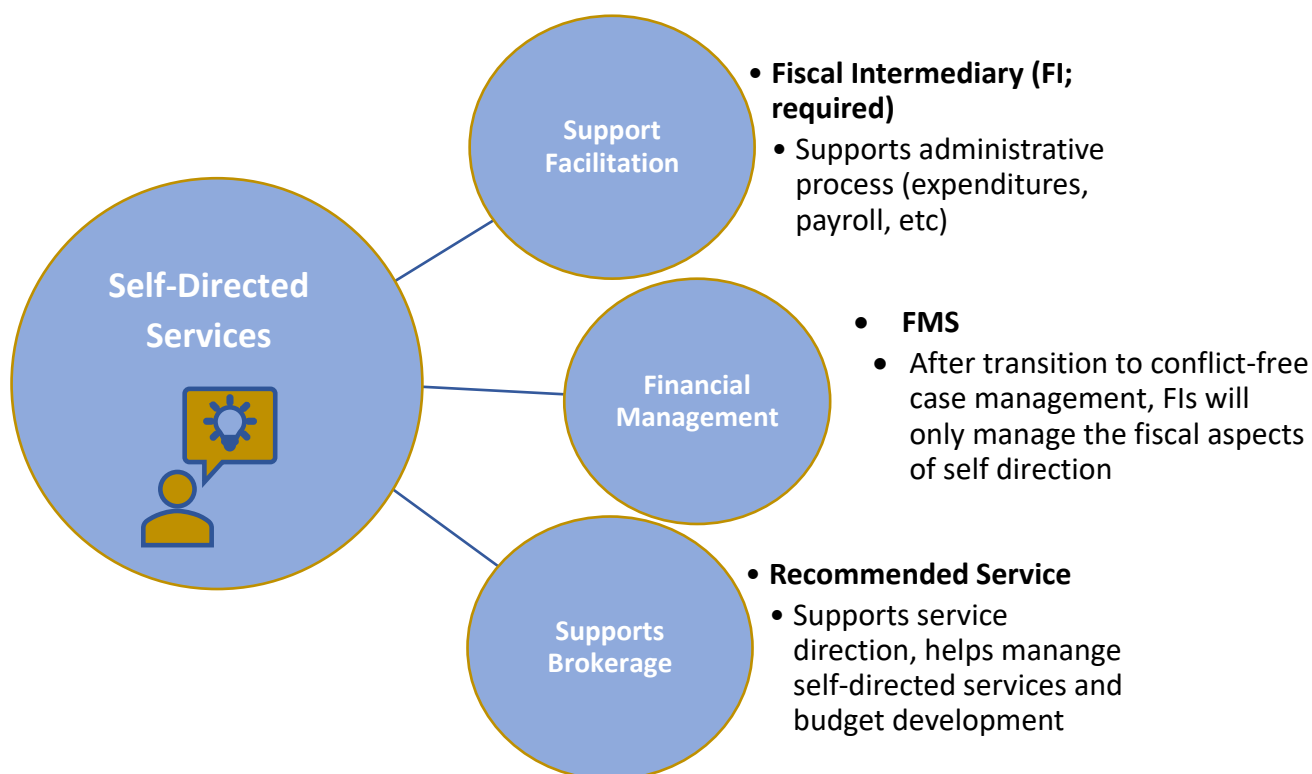 Self-Directed
Services
Support
Facilitation
• Fiscal Intermediary (FI;
required)
• Supports administrative
process (expenditures,
payroll, etc)
Financial
Management
• FMS
• After transition to conflict-free
case management, FIs will
only manage the fiscal aspects
of self direction
Supports
Brokerage
• Recommended Service
• Supports service
direction, helps manange
self-directed services and
budget development